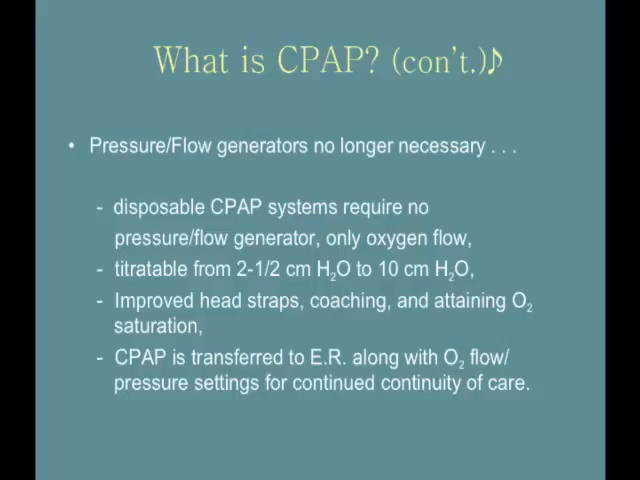 What is CPAP? (con't.)♪
• Pressure/Flow generators no longer necessary . . .
- disposable CPAP systems require no
pressure/flow generator, only oxygen flow,
- titratable from 2-1/2 cm H₂O to 10 cm H₂O,
- Improved head straps, coaching, and attaining O₂
saturation,
- CPAP is transferred to E.R. along with O₂ flow/
pressure settings for continued continuity of care.